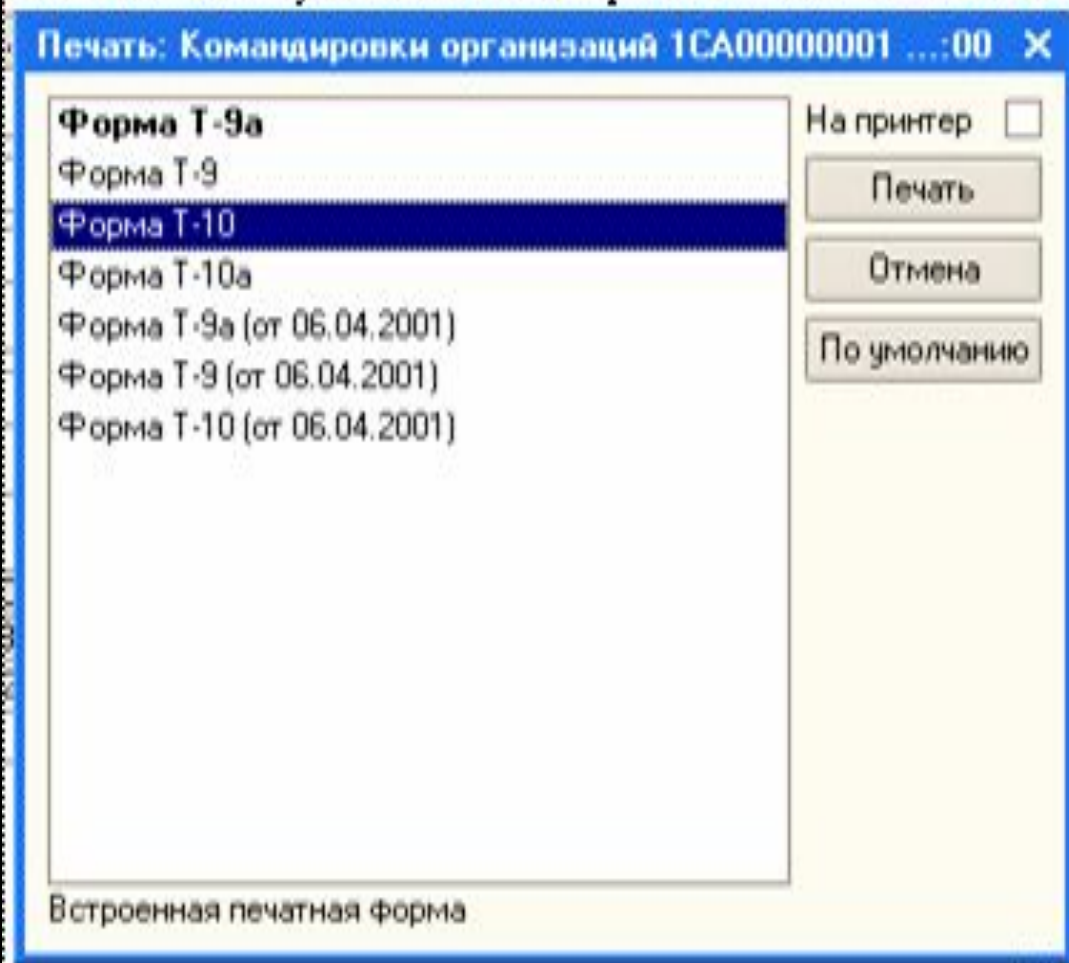 Печать: Командировки организаций 1СА00000001 ...:00
Форма Т-9а
Форма Т-9
Форма Т-10
Форма Т-10а
Форма Т-9а (от 06.04.2001)
Форма Т-9 (от 06.04.2001)
Форма Т-10 (от 06.04.2001)
На принтер
Печать
Отмена
По умолчанию
Встроенная печатная форма